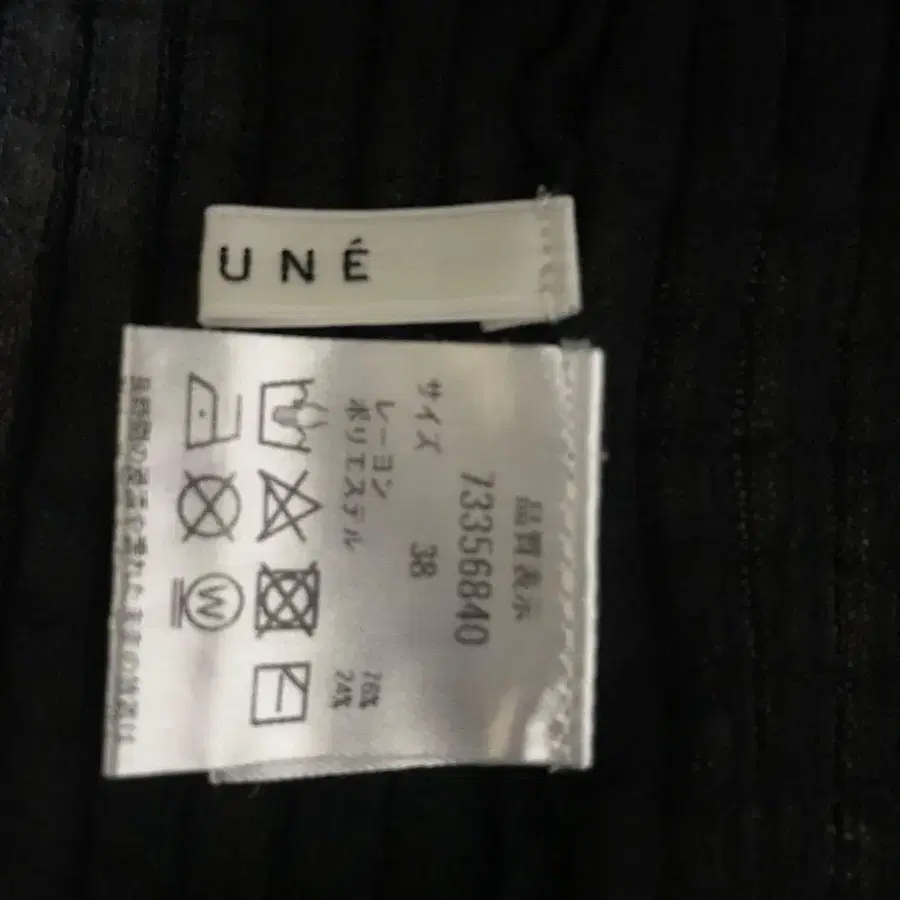 UNÉ
品質表示
73356840
サイズ 38
レーヨン 76%
ポリエステル 24%
W